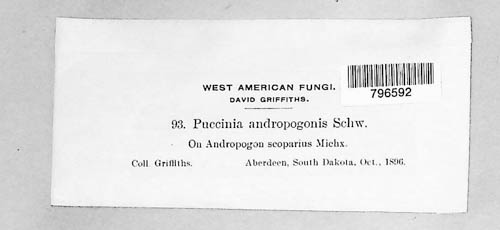 WEST AMERICAN FUNGI.
DAVID GRIFFITHS.
796592
93. Puccinia andropogonis Schw.
On Andropogon scoparius Michx.
Coll. Griffiths. Aberdeen, South Dakota, Oct., 1896.